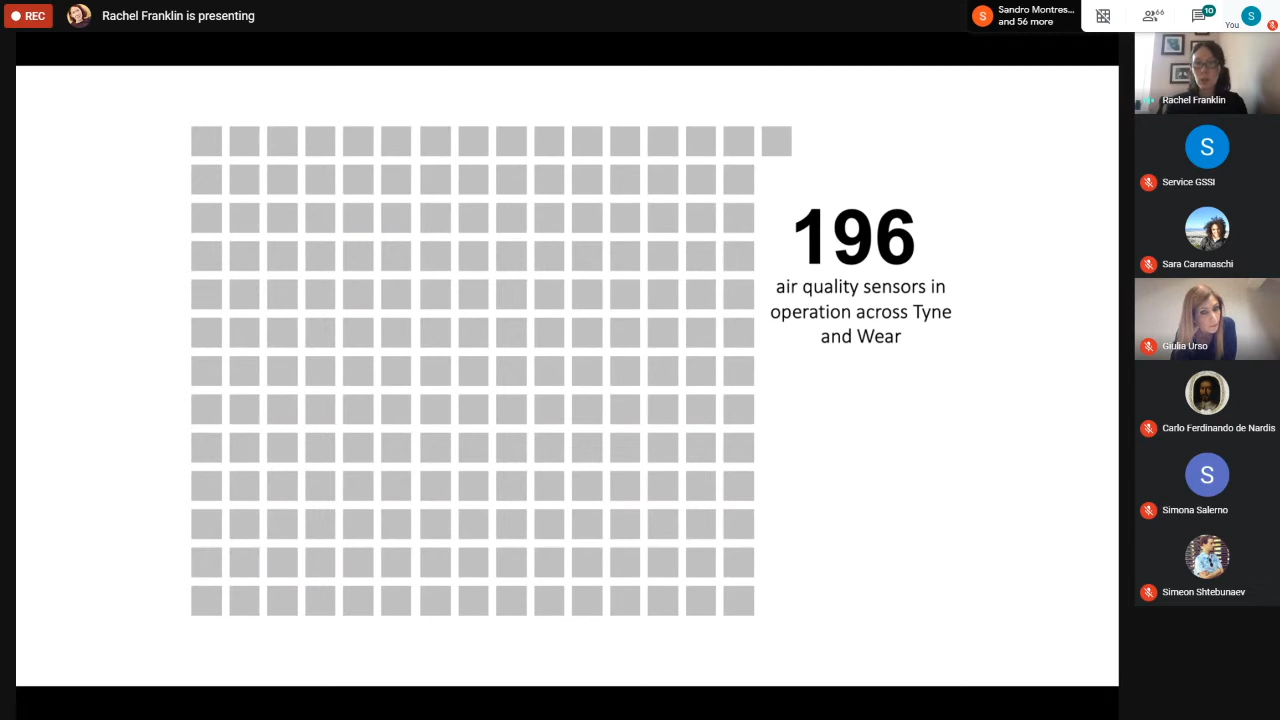 REC
Rachel Franklin is presenting
S
Sandro Montres...
and 56 more
66
10
You
S
Rachel Franklin
S
Service GSSI
Sara Caramaschi
196
air quality sensors in
operation across Tyne
and Wear
Giulia Urso
Carlo Ferdinando de Nardis
S
Simona Salerno
Simeon Shtebunaev